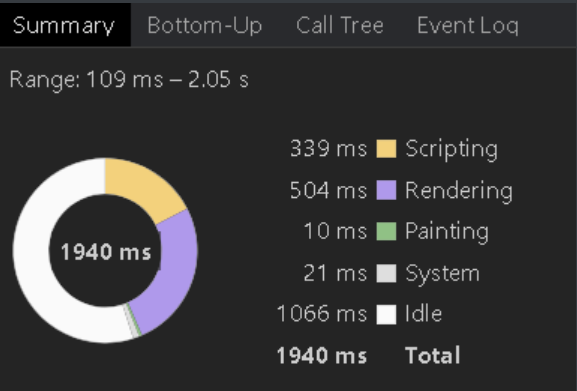 Summary Bottom-Up Call Tree Event Log
Range: 109 ms – 2.05 s
339 ms Scripting
504 ms Rendering
10 ms Painting
21 ms System
1066 ms Idle
1940 ms Total
1940 ms